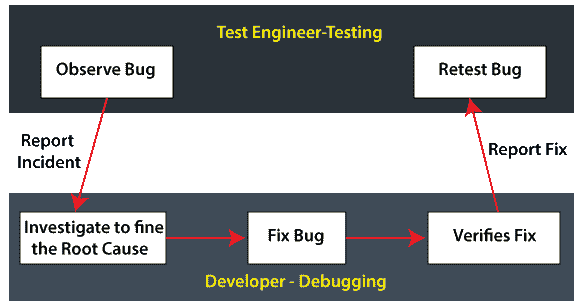 Test Engineer-Testing
Observe Bug
Retest Bug
Report
Incident
Report Fix
Investigate to fine
the Root Cause
Fix Bug
Verifies Fix
Developer - Debugging